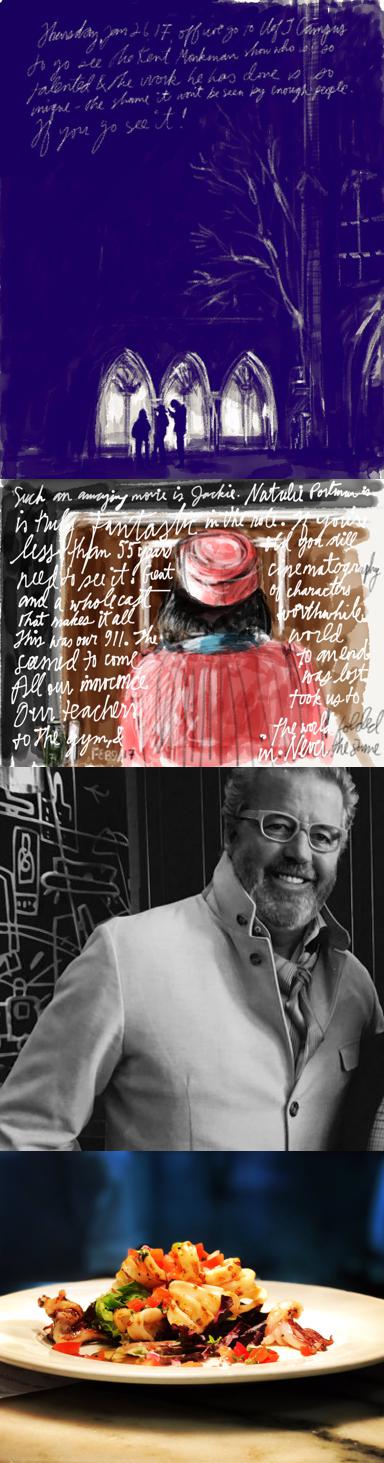 Thursday Jan 26 17. off we go to U of T Campus
to go see the Kent Monkman show who is so
talented & the work he has done is so
unique - the shame it won't be seen by enough people.
If you go see it!
Such an amazing movie is Jackie. Natalie Portman
is truly fantastic in the role. If you're
less than 55 years old you still
need to see it. Great cinematography
and a whole cast of characters
that makes it all worthwhile
This was our 911. The world
seemed to come to an end
All our innocence was lost
Our teachers took us to
to the gym & the world folded
in. Never the same
FEB 5/17